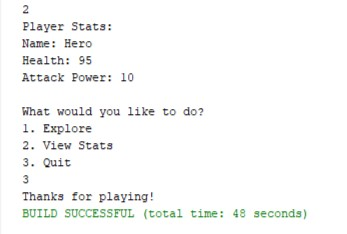 2
Player Stats:
Name: Hero
Health: 95
Attack Power: 10
What would you like to do?
1. Explore
2. View Stats
3. Quit
3
Thanks for playing!
BUILD SUCCESSFUL (total time: 48 seconds)